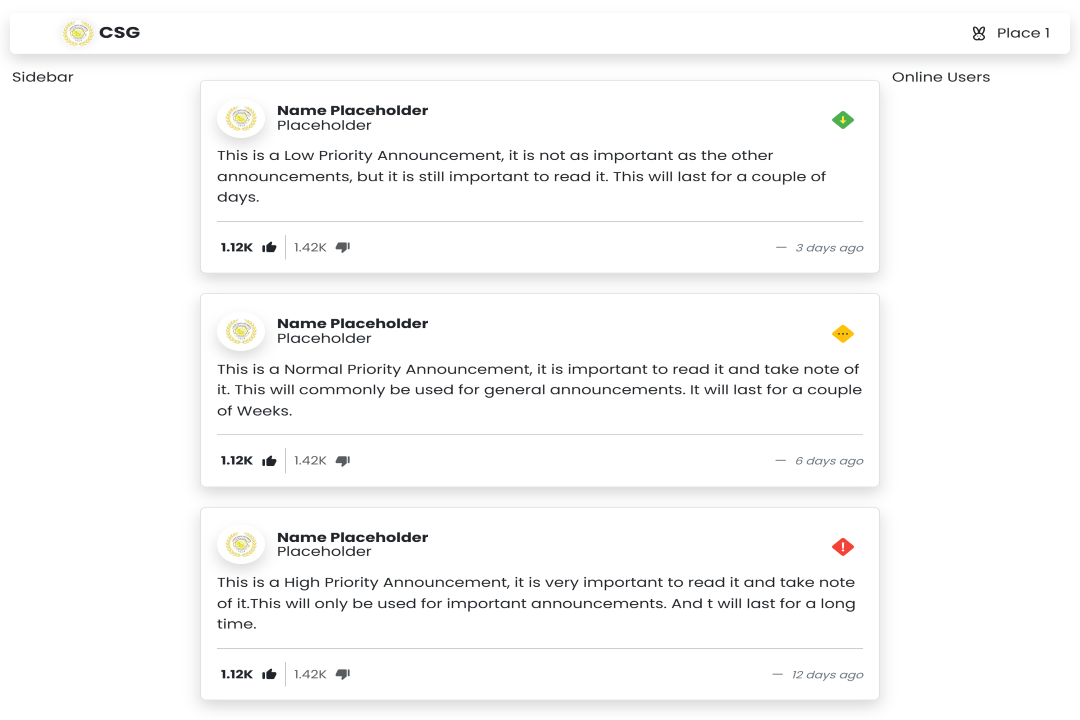 CSG
Place 1
Sidebar
Online Users
Name Placeholder
Placeholder
This is a Low Priority Announcement, it is not as important as the other
announcements, but it is still important to read it. This will last for a couple of
days.
1.12K
1.42K
— 3 days ago
Name Placeholder
Placeholder
This is a Normal Priority Announcement, it is important to read it and take note of
it. This will commonly be used for general announcements. It will last for a couple
of Weeks.
1.12K
1.42K
— 6 days ago
Name Placeholder
Placeholder
This is a High Priority Announcement, it is very important to read it and take note
of it.This will only be used for important announcements. And t will last for a long
time.
1.12K
1.42K
— 12 days ago